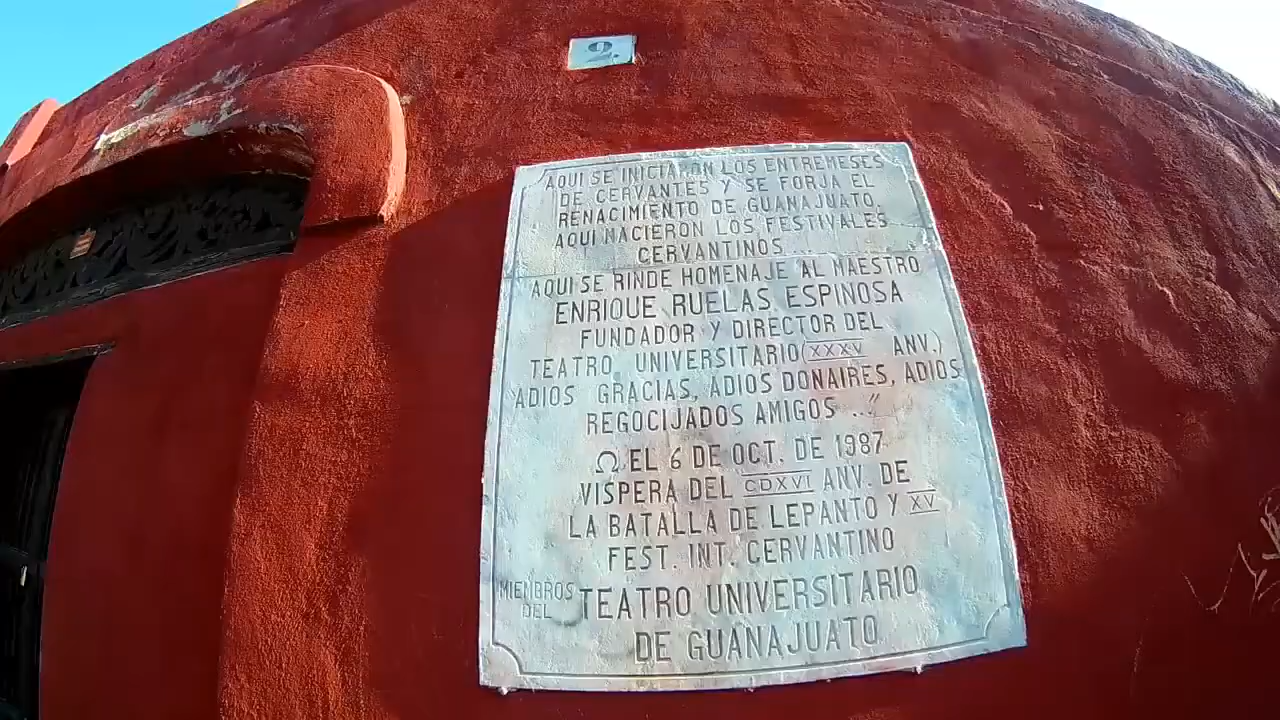 2.
AQUI SE INICIARON LOS ENTREMESES
DE CERVANTES Y SE FORJA EL
RENACIMIENTO DE GUANAJUATO.
AQUI NACIERON LOS FESTIVALES
CERVANTINOS...
AQUI SE RINDE HOMENAJE AL MAESTRO
ENRIQUE RUELAS ESPINOSA
FUNDADOR Y DIRECTOR DEL
TEATRO UNIVERSITARIO (XXXV ANV.)
"ADIOS GRACIAS, ADIOS DONAIRES, ADIOS
REGOCIJADOS AMIGOS ..."
Ω EL 6 DE OCT. DE 1987
VISPERA DEL CDXVI ANV. DE
LA BATALLA DE LEPANTO Y XV
FEST. INT. CERVANTINO
MIEMBROS DEL TEATRO UNIVERSITARIO
DE GUANAJUATO